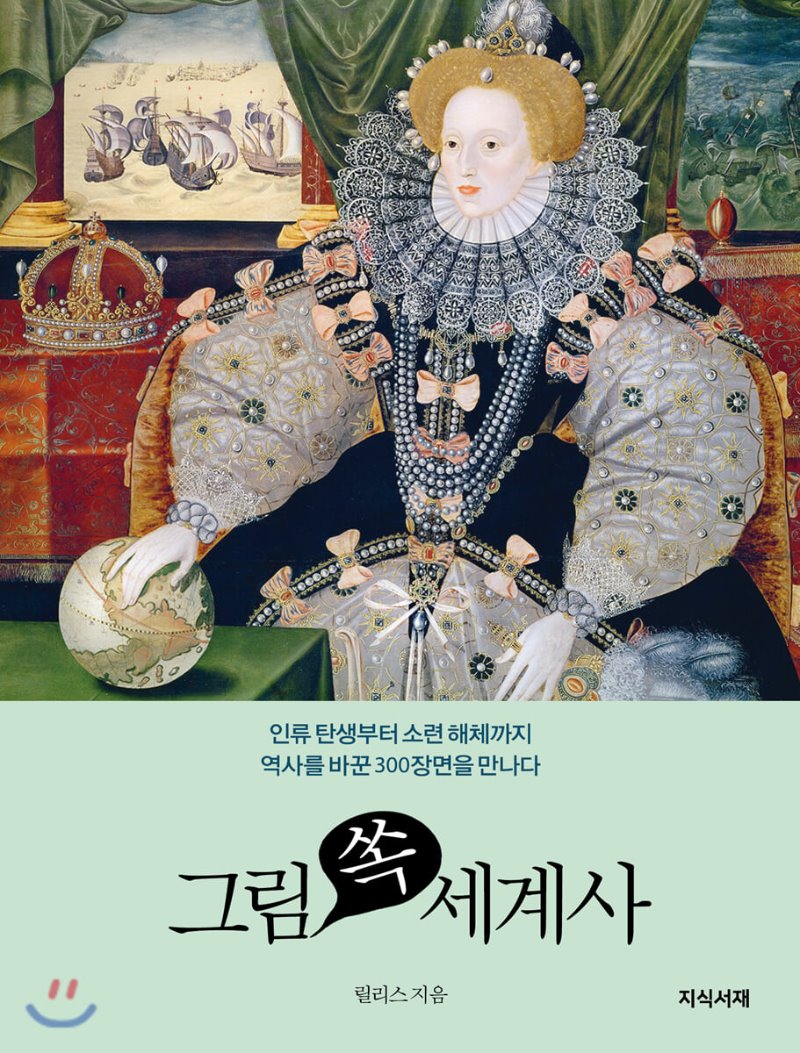 인류 탄생부터 소련 해체까지
역사를 바꾼 300장면을 만나다
그림 쏙 세계사
릴리스 지음
지식서재